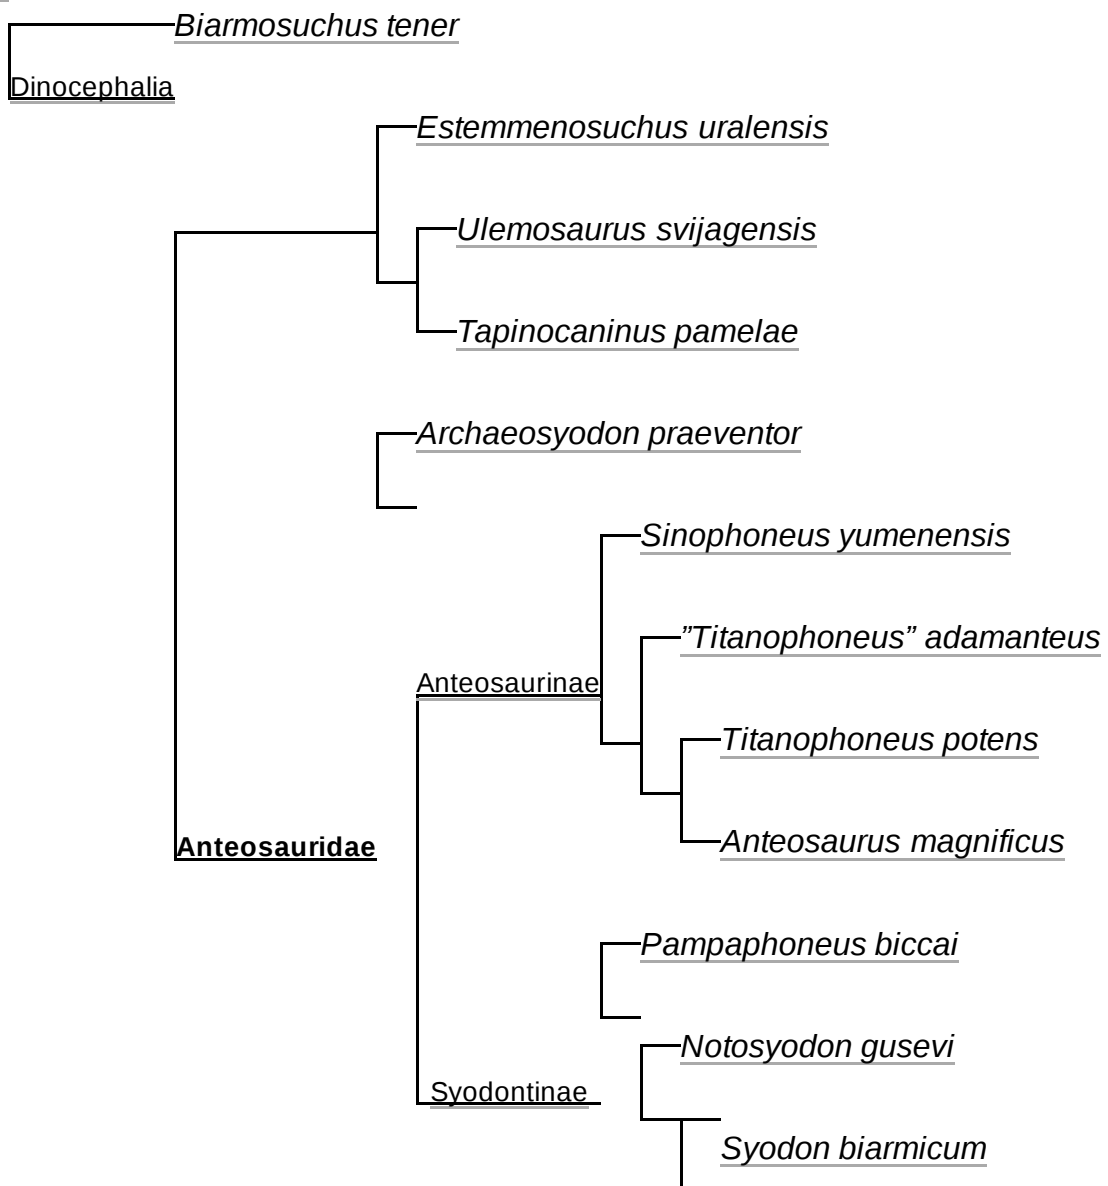 Biarmosuchus tener
Dinocephalia
Estemmenosuchus uralensis
Ulemosaurus svijagensis
Tapinocaninus pamelae
Archaeosyodon praeventor
Sinophoneus yumenensis
”Titanophoneus” adamanteus
Anteosaurinae
Titanophoneus potens
Anteosaurus magnificus
Anteosauridae
Pampaphoneus biccai
Notosyodon gusevi
Syodontinae
Syodon biarmicum